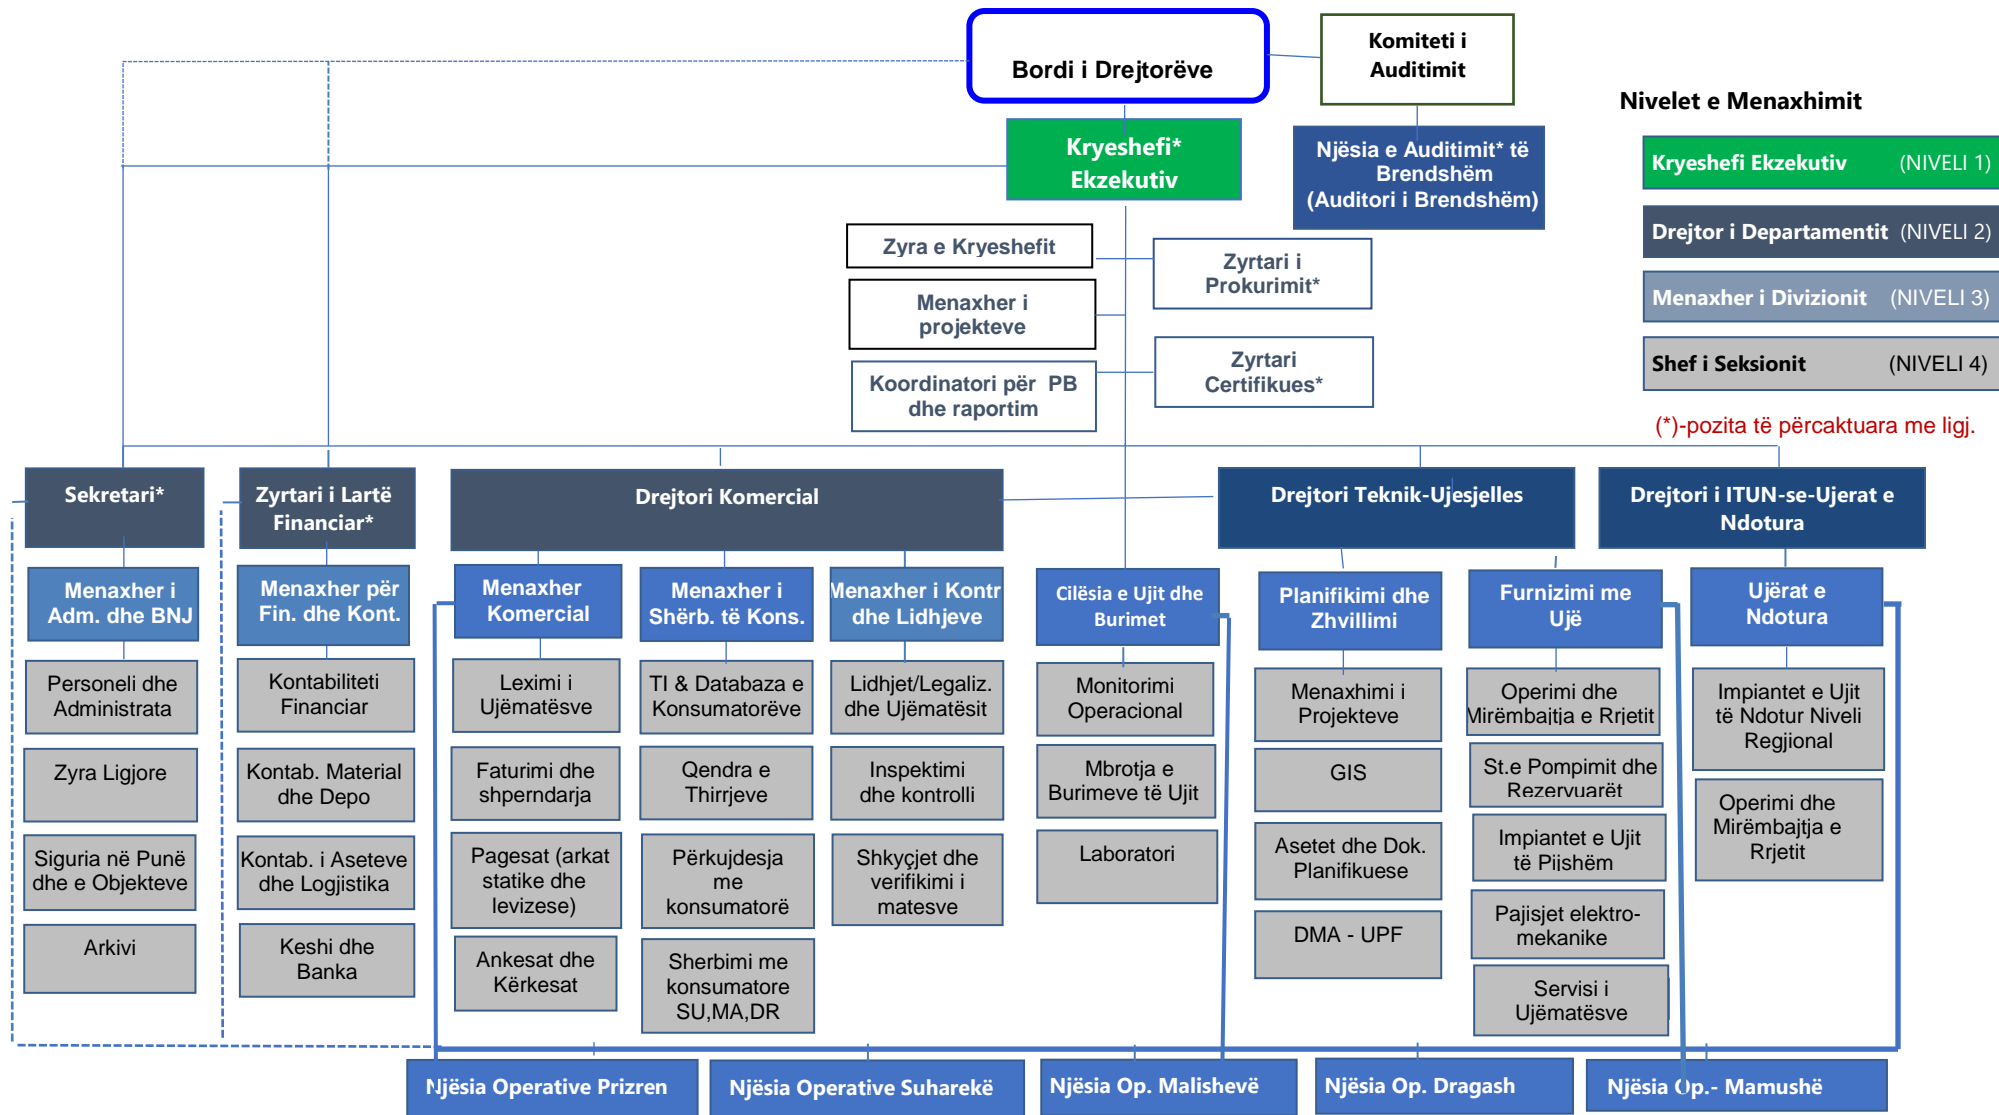 Bordi i Drejtorëve
Komiteti i
Auditimit
Nivelet e Menaxhimit
Kryeshefi*
Ekzekutiv
Njësia e Auditimit* të
Brendshëm
(Auditori i Brendshëm)
Kryeshefi Ekzekutiv (NIVELI 1)
Drejtor i Departamentit (NIVELI 2)
Menaxher i Divizionit (NIVELI 3)
Shef i Seksionit (NIVELI 4)
(*)-pozita të përcaktuara me ligj.
Zyra e Kryeshefit
Zyrtari i
Prokurimit*
Menaxher i
projekteve
Zyrtari
Certifikues*
Koordinatori për PB
dhe raportim
Sekretari*
Zyrtari i Lartë
Financiar*
Drejtori Komercial
Drejtori Teknik-Ujesjelles
Drejtori i ITUN-se-Ujerat e
Ndotura
Menaxher i
Adm. dhe BNJ
Menaxher për
Fin. dhe Kont.
Menaxher
Komercial
Menaxher i
Shërb. të Kons.
Menaxher i Kontr
dhe Lidhjeve
Cilësia e Ujit dhe
Burimet
Planifikimi dhe
Zhvillimi
Furnizimi me
Ujë
Ujërat e
Ndotura
Personeli dhe
Administrata
Zyra Ligjore
Siguria në Punë
dhe e Objekteve
Arkivi
Kontabiliteti
Financiar
Kontab. Material
dhe Depo
Kontab. i Aseteve
dhe Logjistika
Keshi dhe
Banka
Leximi i
Ujëmatësve
Faturimi dhe
shperndarja
Pagesat (arkat
statike dhe
levizese)
Ankesat dhe
Kërkesat
TI & Databaza e
Konsumatorëve
Qendra e
Thirrjeve
Përkujdesja
me
konsumatorë
Sherbimi me
konsumatore
SU,MA,DR
Lidhjet/Legaliz.
dhe Ujëmatësit
Inspektimi
dhe kontrolli
Shkyçjet dhe
verifikimi i
matesve
Monitorimi
Operacional
Mbrotja e
Burimeve të Ujit
Laboratori
Menaxhimi i
Projekteve
GIS
Asetet dhe Dok.
Planifikuese
DMA - UPF
Operimi dhe
Mirëmbajtja e Rrjetit
St.e Pompimit dhe
Rezervuarët
Impiantet e Ujit
të Pijshëm
Pajisjet elektro-
mekanike
Servisi i
Ujëmatësve
Impiantet e Ujit
të Ndotur Niveli
Regjional
Operimi dhe
Mirëmbajtja e
Rrjetit
Njësia Operative Prizren
Njësia Operative Suharekë
Njësia Op. Malishevë
Njësia Op. Dragash
Njësia Op.- Mamushë